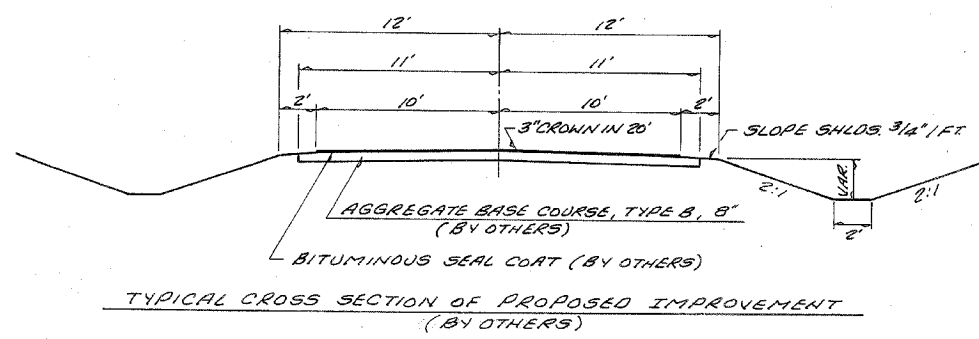 12' 12'
11' 11'
2' 10' 10' 2'
3" CROWN IN 20'
SLOPE SHLDS. 3/4" / FT.
VAR.
2:1 2:1
2'
AGGREGATE BASE COURSE, TYPE B, 8"
(BY OTHERS)
BITUMINOUS SEAL COAT (BY OTHERS)
TYPICAL CROSS SECTION OF PROPOSED IMPROVEMENT
(BY OTHERS)